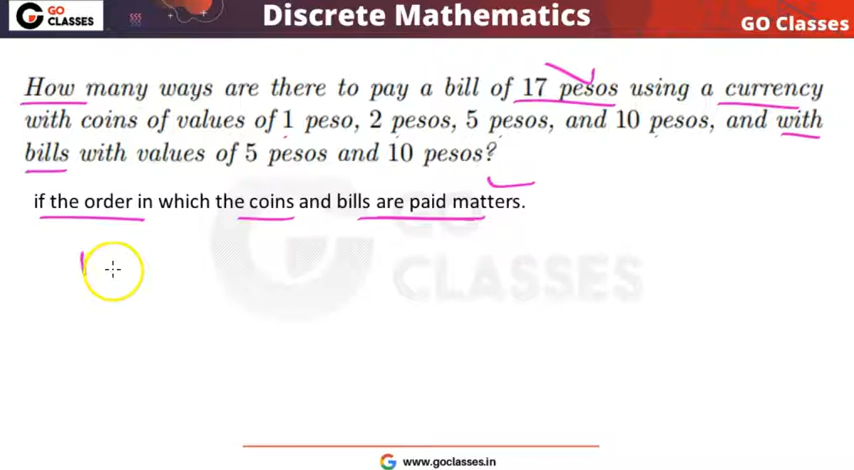 GO
CLASSES
Discrete Mathematics
GO Classes
How many ways are there to pay a bill of 17 pesos using a currency
with coins of values of 1 peso, 2 pesos, 5 pesos, and 10 pesos, and with
bills with values of 5 pesos and 10 pesos?
if the order in which the coins and bills are paid matters.
GO
CLASSES
www.goclasses.in